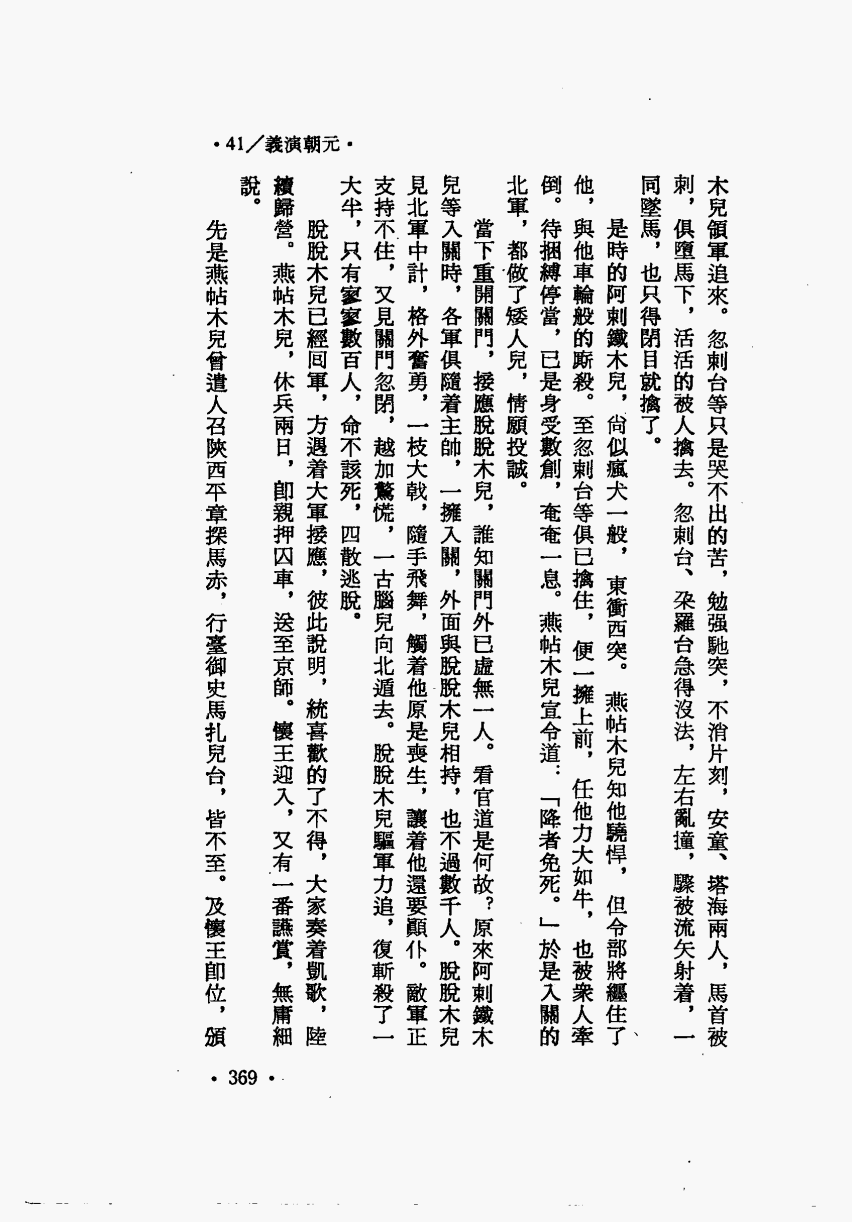 •41／義演朝元•
木兒領軍追來。忽剌台等只是哭不出的苦，勉强馳突，不消片刻，安童、塔海兩人，馬首被
刺，俱墮馬下，活活的被人擒去。忽剌台、朶羅台急得沒法，左右亂撞，驟被流矢射着，一
同墜馬，也只得閉目就擒了。
是時的阿剌鐵木兒，尙似瘋犬一般，東衝西突。燕帖木兒知他驍悍，但令部將纒住了
他，與他車輪般的廝殺。至忽剌台等俱已擒住，便一擁上前，任他力大如牛，也被衆人牽
倒。待捆縛停當，已是身受數創，奄奄一息。燕帖木兒宣令道：「降者免死。」於是入關的
北軍，都做了矮人兒，情願投誠。
當下重開關門，接應脫脫木兒，誰知關門外已虛無一人。看官道是何故？原來阿剌鐵木
兒等入關時，各軍俱隨着主帥，一擁入關，外面與脫脫木兒相持，也不過數千人。脫脫木兒
見北軍中計，格外奮勇，一枝大戟，隨手飛舞，觸着他原是喪生，讓着他還要顚仆。敵軍正
支持不住，又見關門忽閉，越加驚慌，一古腦兒向北遁去。脫脫木兒驅軍力追，復斬殺了一
大半，只有寥寥數百人，命不該死，四散逃脫。
脫脫木兒已經囘軍，方遇着大軍接應，彼此說明，統喜歡的了不得，大家奏着凱歌，陸
續歸營。燕帖木兒，休兵兩日，卽親押囚車，送至京師。懷王迎入，又有一番讌賞，無庸細
說。
先是燕帖木兒曾遣人召陝西平章探馬赤，行臺御史馬扎兒台，皆不至。及懷王卽位，頒
•369•